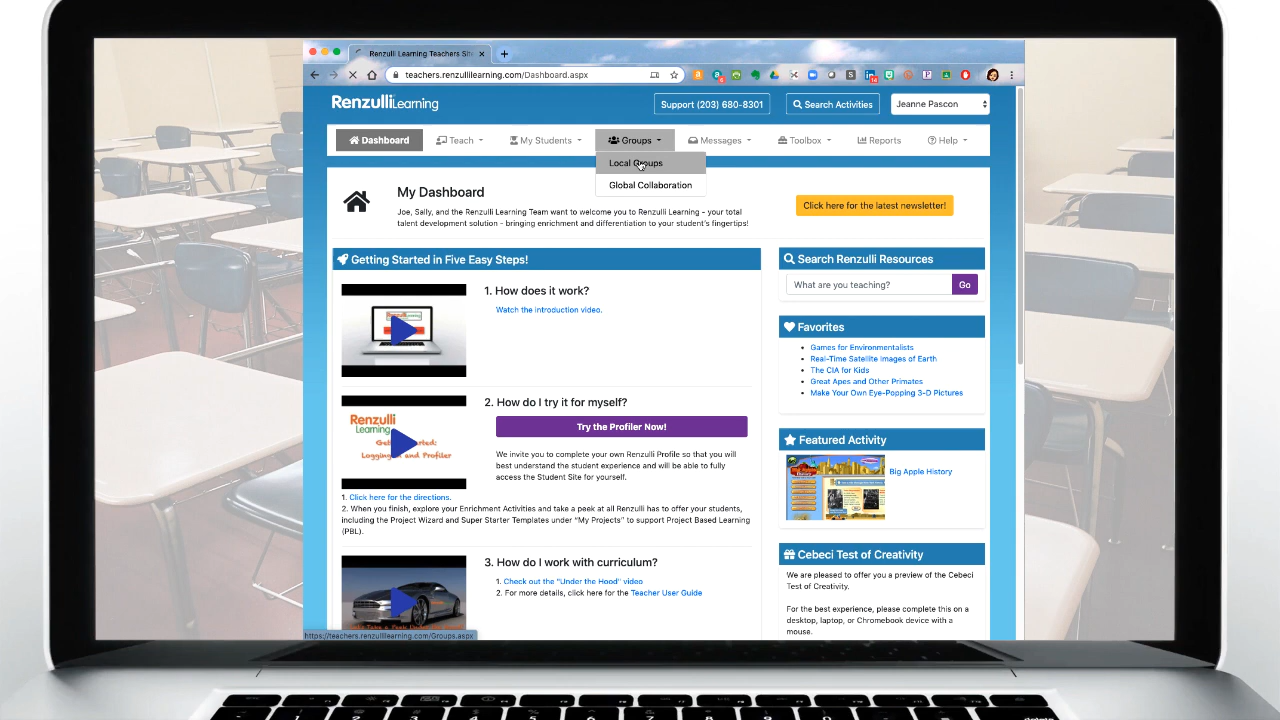 Renzulli Learning Teachers Sit
teachers.renzullilearning.com/Dashboard.aspx
RenzulliLearning
Support (203) 680-8301
Search Activities
Jeanne Pascon
Dashboard
Teach
My Students
Groups
Messages
Toolbox
Reports
Help
Local Groups
Global Collaboration
My Dashboard
Joe, Sally, and the Renzulli Learning Team want to welcome you to Renzulli Learning - your total
talent development solution - bringing enrichment and differentiation to your student's fingertips!
Click here for the latest newsletter!
Getting Started in Five Easy Steps!
1. How does it work?
Watch the introduction video.
2. How do I try it for myself?
Try the Profiler Now!
We invite you to complete your own Renzulli Profile so that you will
best understand the student experience and will be able to fully
access the Student Site for yourself.
Renzulli
Learning
1. Click here for the directions.
2. When you finish, explore your Enrichment Activities and take a peek at all Renzulli has to offer your students,
including the Project Wizard and Super Starter Templates under "My Projects" to support Project Based Learning
(PBL).
3. How do I work with curriculum?
1. Check out the "Under the Hood" video
2. For more details, click here for the Teacher User Guide
https://teachers.renzullilearning.com/Groups.aspx
Search Renzulli Resources
What are you teaching?
Go
Favorites
Games for Environmentalists
Real-Time Satellite Images of Earth
The CIA for Kids
Great Apes and Other Primates
Make Your Own Eye-Popping 3-D Pictures
Featured Activity
Big Apple History
Cebeci Test of Creativity
We are pleased to offer you a preview of the Cebeci
Test of Creativity.
For the best experience, please complete this on a
desktop, laptop, or Chromebook device with a
mouse.
delete